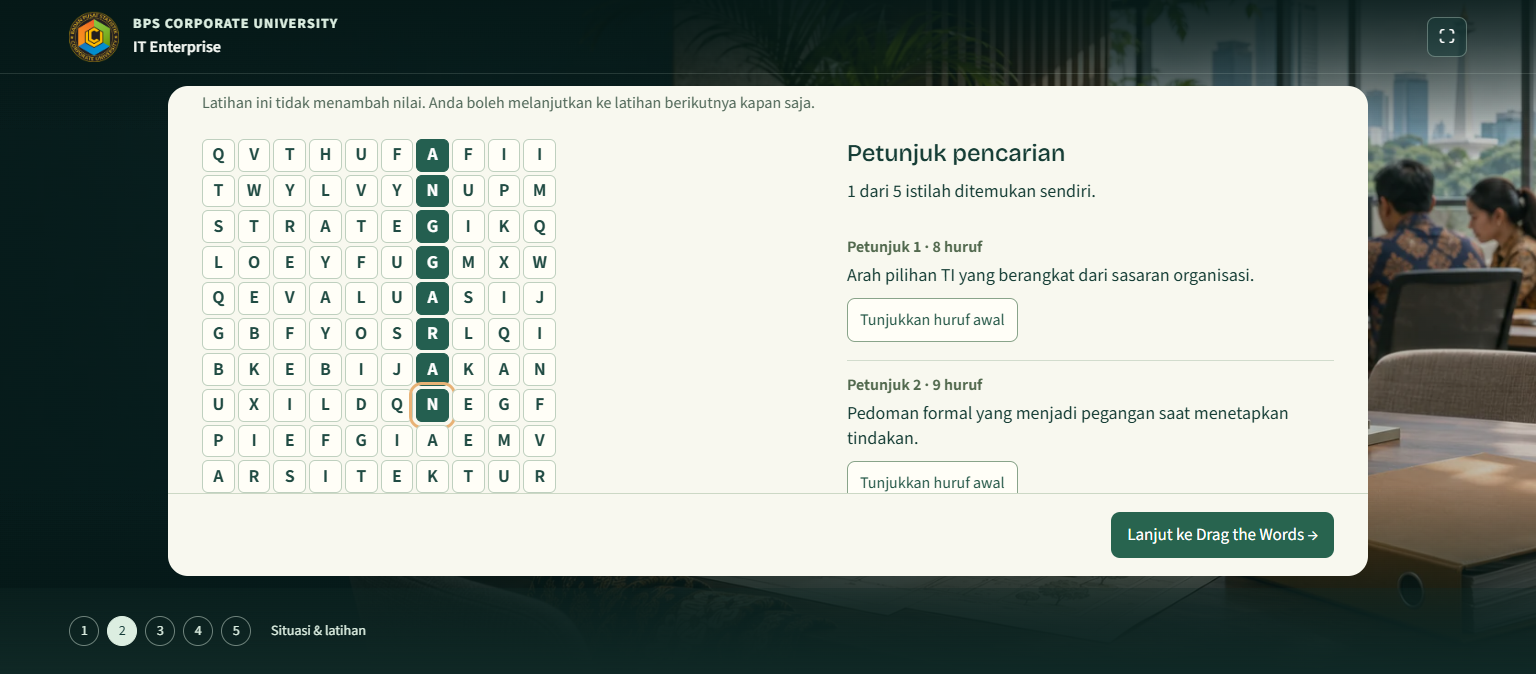 BPS CORPORATE UNIVERSITY
IT Enterprise
Latihan ini tidak menambah nilai. Anda boleh melanjutkan ke latihan berikutnya kapan saja.
Q V T H U F A F I I
T W Y L V Y N U P M
S T R A T E G I K Q
L O E Y F U G M X W
Q E V A L U A S I J
G B F Y O S R L Q I
B K E B I J A K A N
U X I L D Q N E G F
P I E F G I A E M V
A R S I T E K T U R
Petunjuk pencarian
1 dari 5 istilah ditemukan sendiri.
Petunjuk 1 · 8 huruf
Arah pilihan TI yang berangkat dari sasaran organisasi.
Tunjukkan huruf awal
Petunjuk 2 · 9 huruf
Pedoman formal yang menjadi pegangan saat menetapkan
tindakan.
Tunjukkan huruf awal
Lanjut ke Drag the Words →
1 2 3 4 5 Situasi & latihan